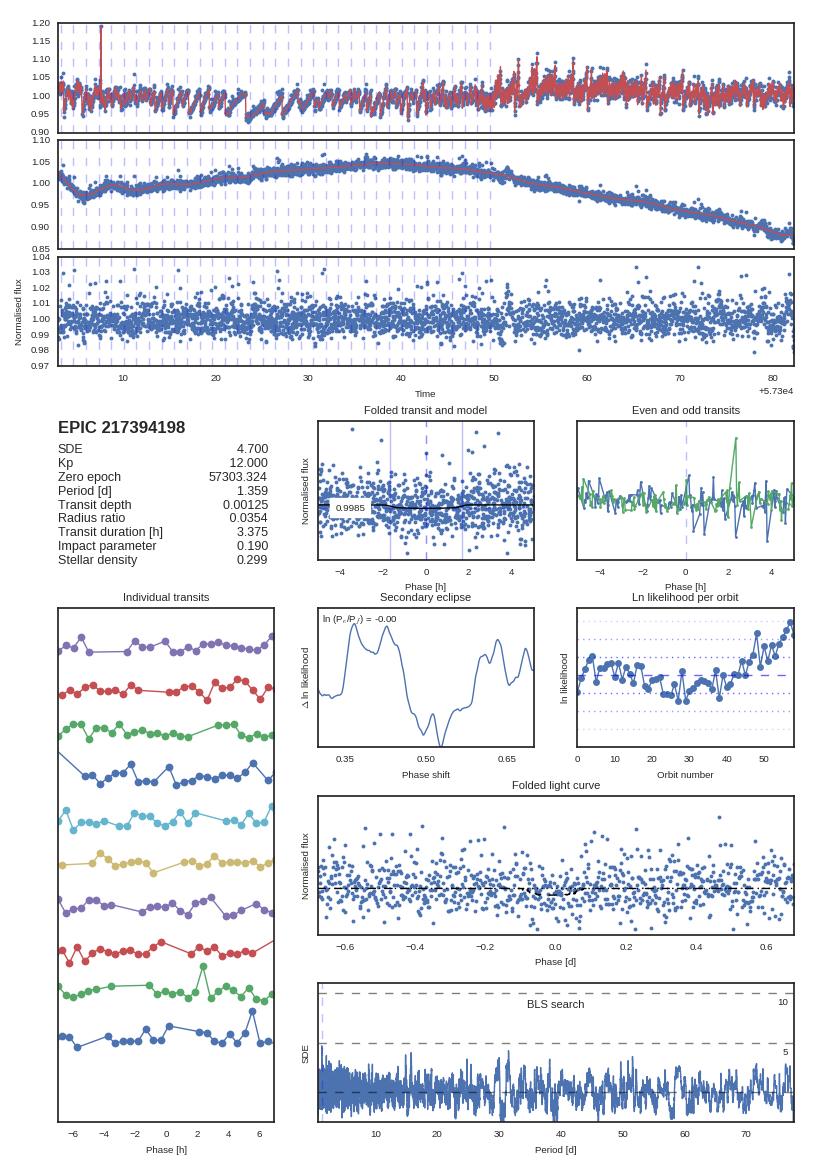 1.20
1.15
1.10
1.05
1.00
0.95
0.90
1.10
1.05
1.00
0.95
0.90
0.85
1.04
1.03
1.02
1.01
1.00
0.99
0.98
0.97
Normalised flux
10 20 30 40 50 60 70 80
Time
+5.73e4
EPIC 217394198
SDE 4.700
Kp 12.000
Zero epoch 57303.324
Period [d] 1.359
Transit depth 0.00125
Radius ratio 0.0354
Transit duration [h] 3.375
Impact parameter 0.190
Stellar density 0.299
Folded transit and model
Normalised flux
0.9985
−4 −2 0 2 4
Phase [h]
Even and odd transits
−4 −2 0 2 4
Phase [h]
Individual transits
−6 −4 −2 0 2 4 6
Phase [h]
Secondary eclipse
ln (Pₑ/P𝑓) = -0.00
Δ ln likelihood
0.35 0.50 0.65
Phase shift
Ln likelihood per orbit
ln likelihood
0 10 20 30 40 50
Orbit number
Folded light curve
Normalised flux
−0.6 −0.4 −0.2 0.0 0.2 0.4 0.6
Phase [d]
BLS search
10
5
SDE
10 20 30 40 50 60 70
Period [d]